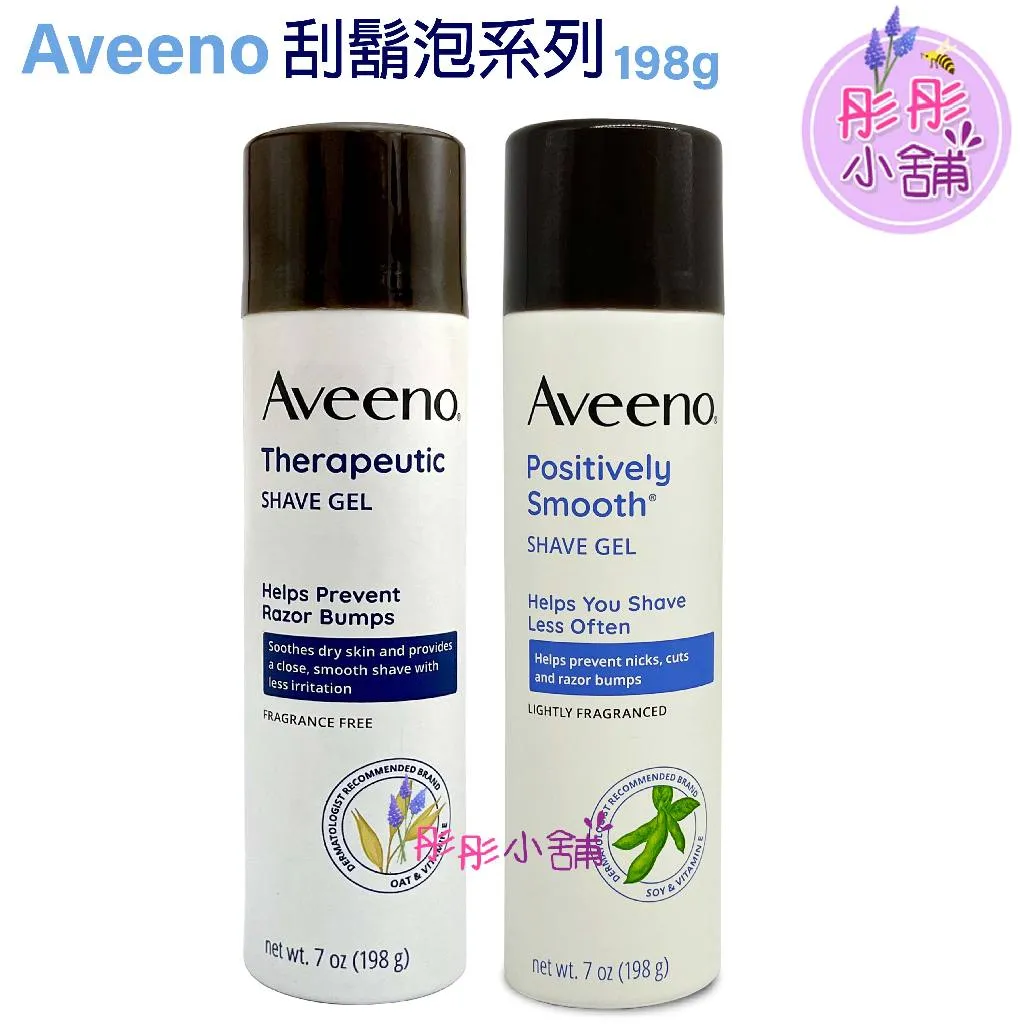 Aveeno 刮鬍泡系列 198g
彤彤
小舖
Aveeno®
Therapeutic
SHAVE GEL
Helps Prevent
Razor Bumps
Soothes dry skin and provides
a close, smooth shave with
less irritation
FRAGRANCE FREE
DERMATOLOGIST RECOMMENDED BRAND
OAT & VITAMIN E
net wt. 7 oz (198 g)
Aveeno®
Positively
Smooth®
SHAVE GEL
Helps You Shave
Less Often
Helps prevent nicks, cuts
and razor bumps
LIGHTLY FRAGRANCED
DERMATOLOGIST RECOMMENDED BRAND
SOY & VITAMIN E
net wt. 7 oz (198 g)
彤彤小舖